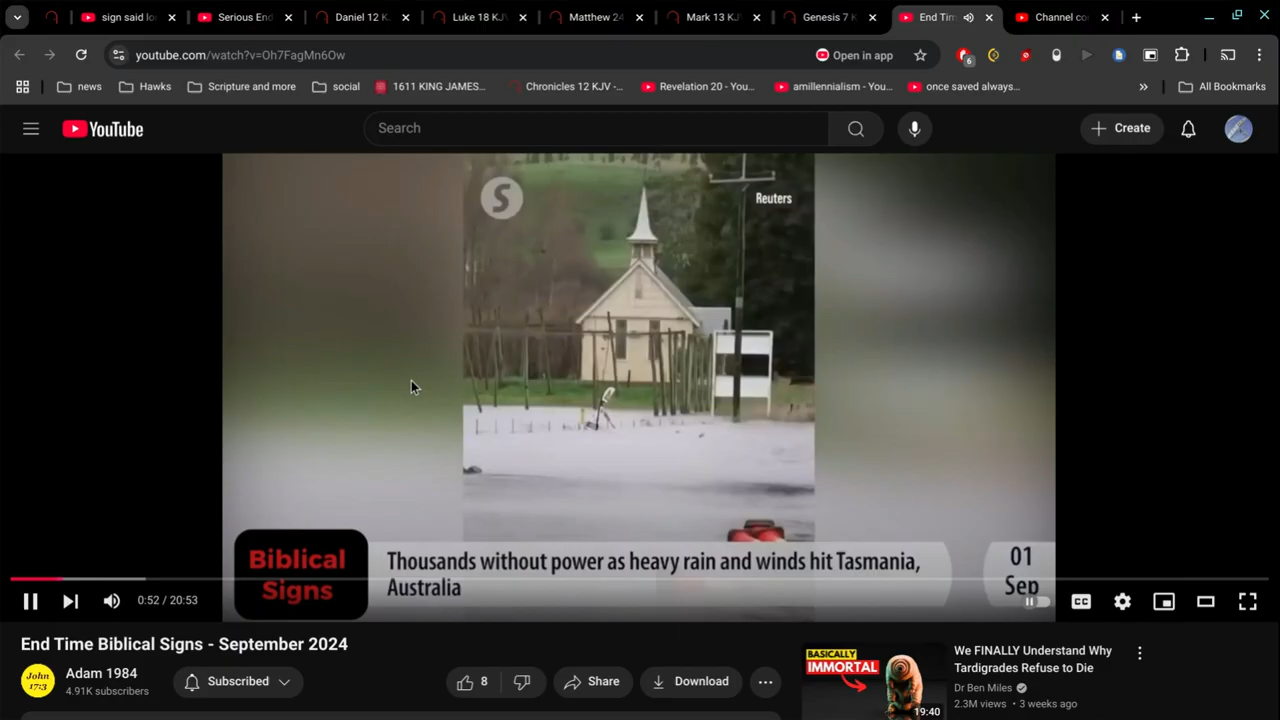 sign said lo
Serious End
Daniel 12 K
Luke 18 KJV
Matthew 24
Mark 13 KJ
Genesis 7 K
End Tim
Channel co
youtube.com/watch?v=Oh7FagMn6Ow
Open in app
6
news
Hawks
Scripture and more
social
1611 KING JAMES...
Chronicles 12 KJV -...
Revelation 20 - You...
amillennialism - You...
once saved always...
All Bookmarks
YouTube
Search
Create
S
Reuters
Biblical
Signs
Thousands without power as heavy rain and winds hit Tasmania,
Australia
01
Sep
0:52 / 20:53
CC
End Time Biblical Signs - September 2024
John
17:3
Adam 1984
4.91K subscribers
Subscribed
8
Share
Download
BASICALLY
IMMORTAL
19:40
We FINALLY Understand Why
Tardigrades Refuse to Die
Dr Ben Miles
2.3M views • 3 weeks ago